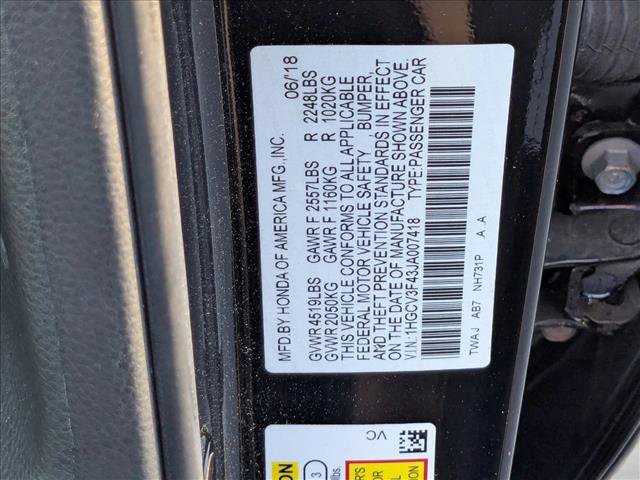 MFD.BY HONDA OF AMERICA MFG.,INC. 06/'18
GVWR 4519LBS GAWR F 2557LBS R 2248LBS
GVWR 2050KG GAWR F 1160KG R 1020KG
THIS VEHICLE CONFORMS TO ALL APPLICABLE
FEDERAL MOTOR VEHICLE SAFETY, BUMPER,
AND THEFT PREVENTION STANDARDS IN EFFECT
ON THE DATE OF MANUFACTURE SHOWN ABOVE.
V.I.N.:1HGCV3F43JA007418 TYPE:PASSENGER CAR
TWAJ AB7 NH731P A A
VC
3
lbs.